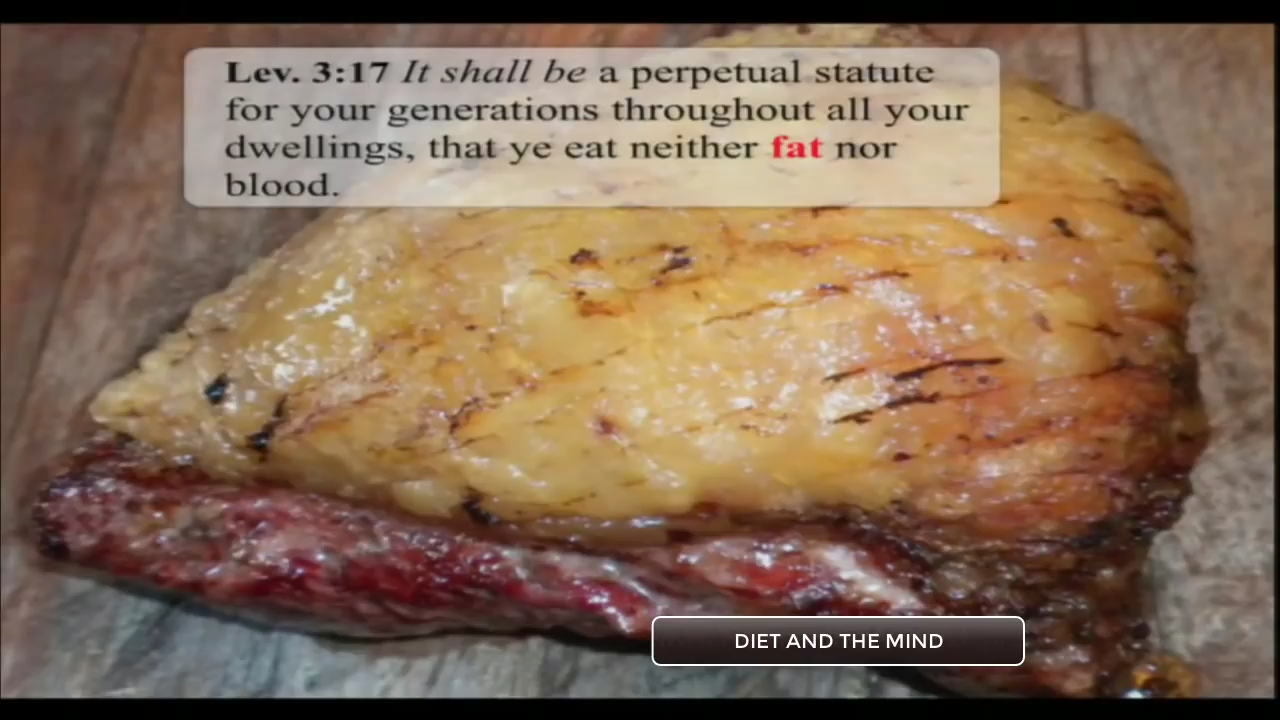 Lev. 3:17 It shall be a perpetual statute
for your generations throughout all your
dwellings, that ye eat neither fat nor
blood.
DIET AND THE MIND